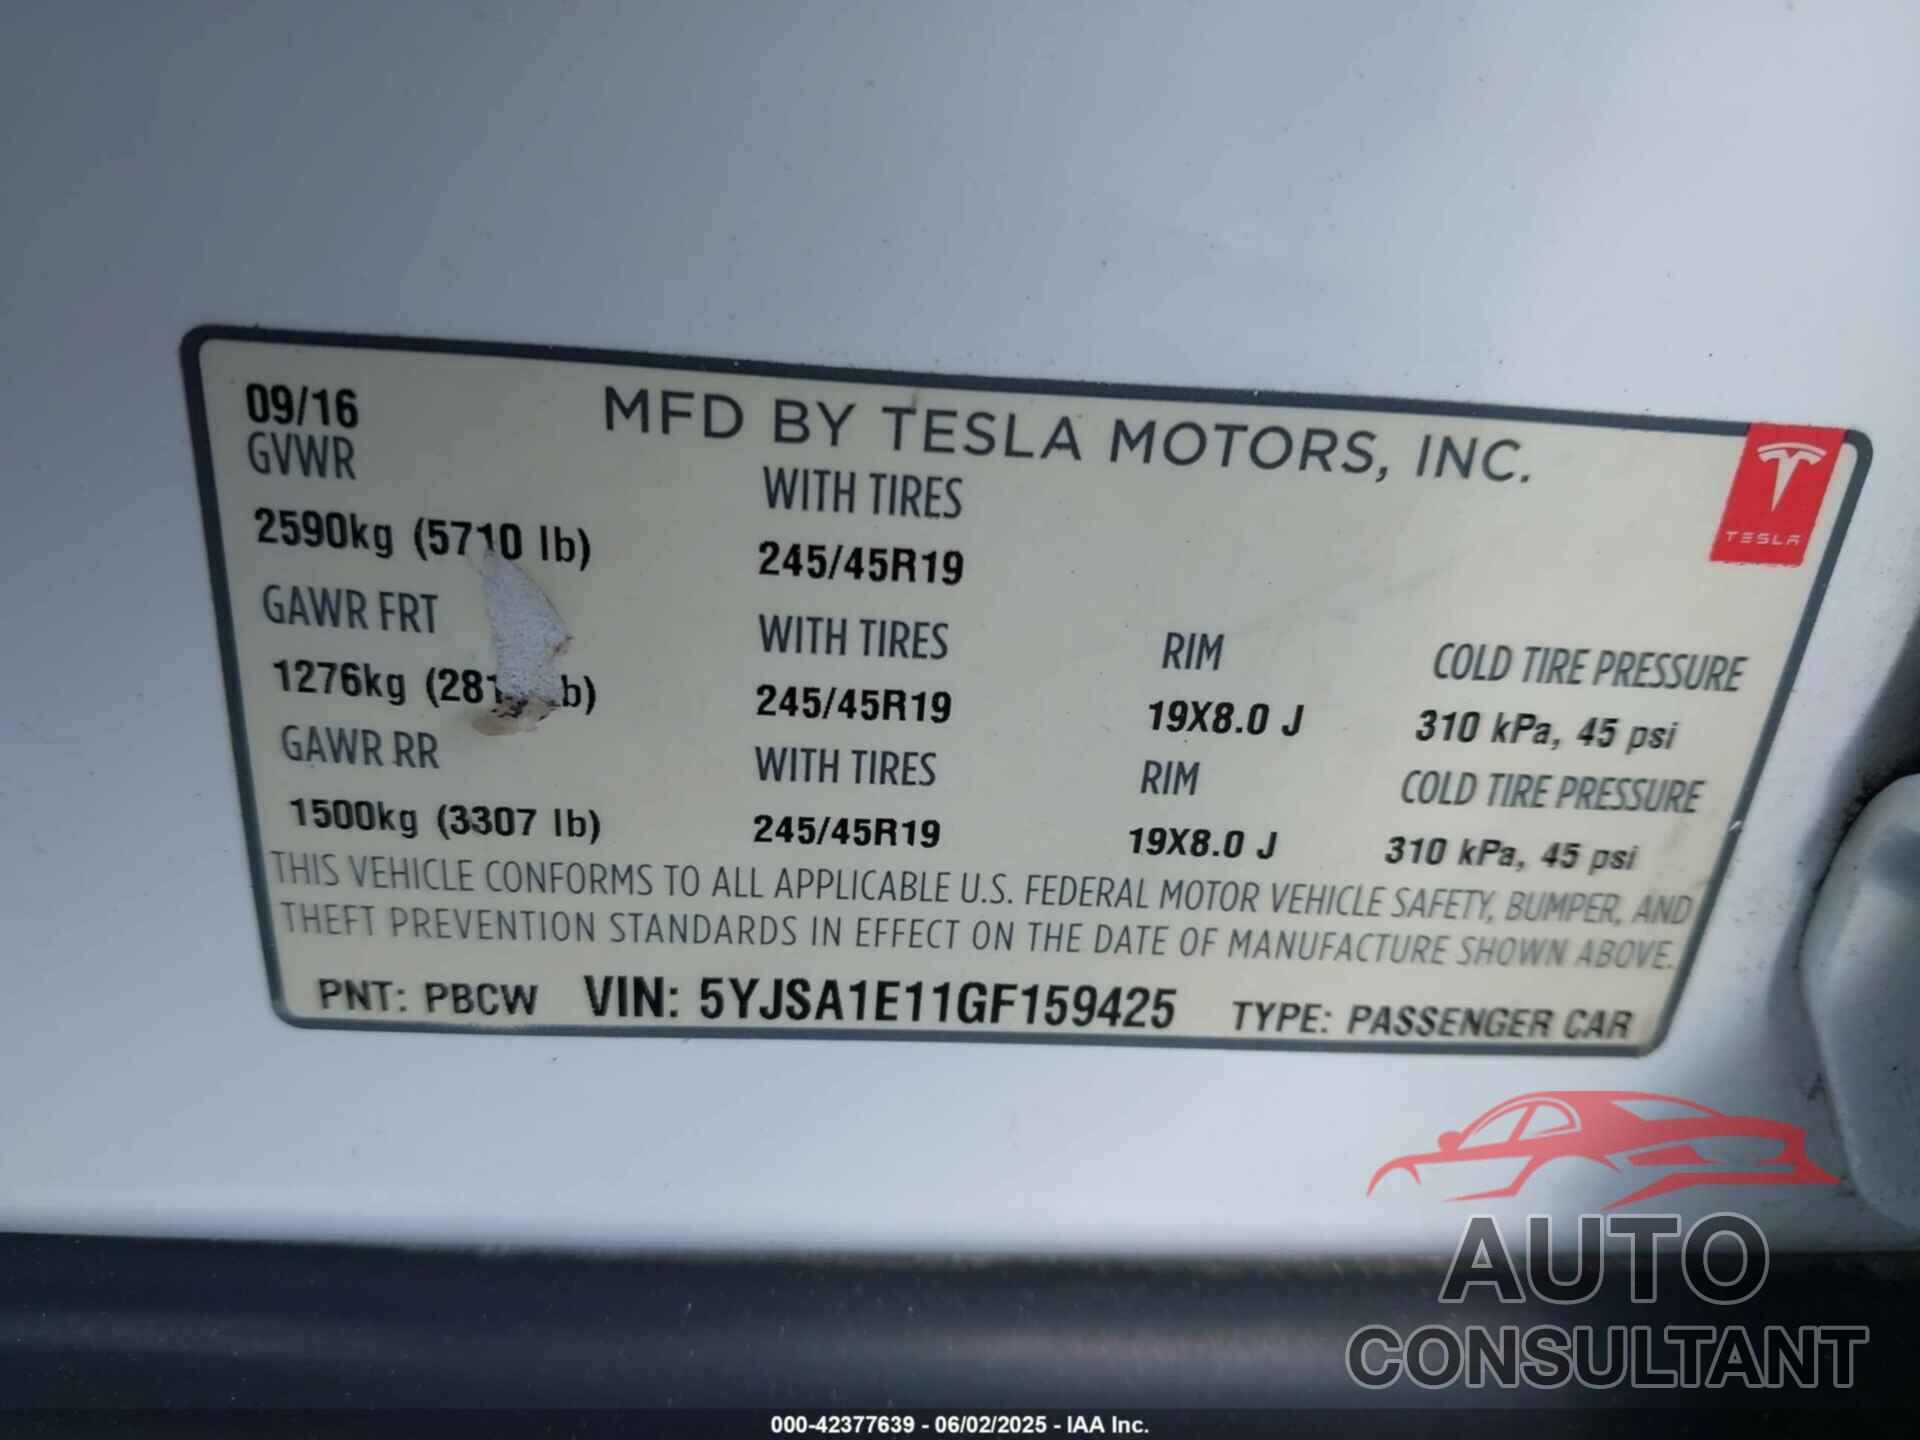 09/16
MFD BY TESLA MOTORS, INC.
TESLA
GVWR
WITH TIRES
2590kg (5710 lb)
245/45R19
GAWR FRT
WITH TIRES
RIM
COLD TIRE PRESSURE
1276kg
245/45R19
19X8.0 J
310 kPa, 45 psi
GAWR RR
WITH TIRES
RIM
COLD TIRE PRESSURE
1500kg (3307 lb)
245/45R19
19X8.0 J
310 kPa, 45 psi
THIS VEHICLE CONFORMS TO ALL APPLICABLE U.S. FEDERAL MOTOR VEHICLE SAFETY, BUMPER, AND
THEFT PREVENTION STANDARDS IN EFFECT ON THE DATE OF MANUFACTURE SHOWN ABOVE.
PNT: PBCW VIN: 5YJSA1E11GF159425 TYPE: PASSENGER CAR
AUTO
CONSULTANT
000-42377639 - 06/02/2025 - IAA Inc.